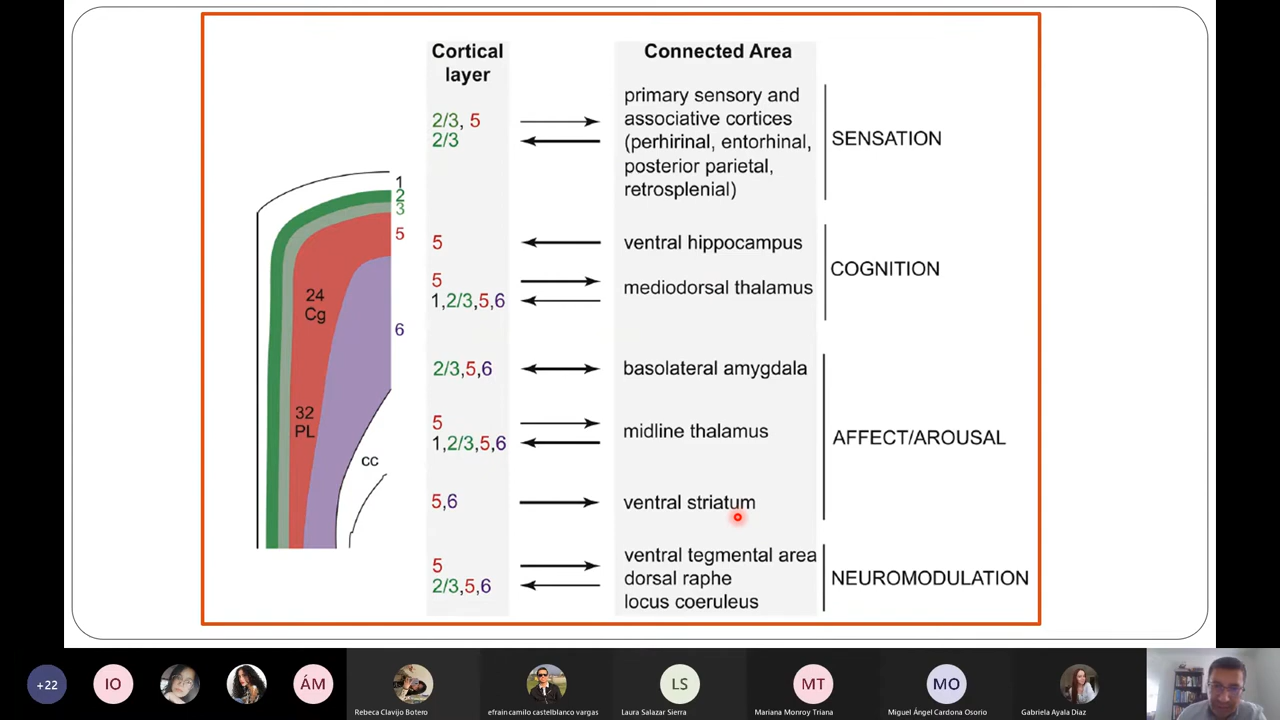 Cortical
layer
Connected Area
2/3, 5
2/3
primary sensory and
associative cortices
(perhirinal, entorhinal,
posterior parietal,
retrosplenial)
SENSATION
1
2
3
5
6
24
Cg
32
PL
cc
5
ventral hippocampus
5
1,2/3,5,6
mediodorsal thalamus
COGNITION
2/3,5,6
basolateral amygdala
5
1,2/3,5,6
midline thalamus
5,6
ventral striatum
AFFECT/AROUSAL
5
2/3,5,6
ventral tegmental area
dorsal raphe
locus coeruleus
NEUROMODULATION
+22
IO
ÁM
Rebeca Clavijo Botero
efrain camilo castelblanco vargas
LS
Laura Salazar Sierra
MT
Mariana Monroy Triana
MO
Miguel Ángel Cardona Osorio
Gabriela Ayala Diaz